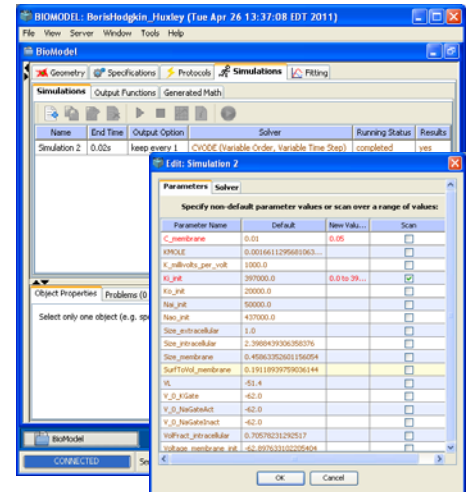 BIOMODEL: BorisHodgkin_Huxley (Tue Apr 26 13:37:08 EDT 2011)
File View Server Window Tools Help
BioModel
Geometry Specifications Protocols Simulations Fitting
Simulations Output Functions Generated Math
Name End Time Output Option Solver Running Status Results
Simulation 2 0.02s keep every 1 CVODE (Variable Order, Variable Time Step) completed yes
Edit: Simulation 2
Parameters Solver
Specify non-default parameter values or scan over a range of values:
Parameter Name Default New Valu... Scan
C_membrane 0.01 0.05
KMOLE 0.0016611295681063...
K_millivolts_per_volt 1000.0
Ki_init 397000.0 0.0 to 39...
Ko_init 20000.0
Nai_init 50000.0
Nao_init 437000.0
Size_extracellular 1.0
Size_intracellular 2.3988439306358376
Size_membrane 0.45863352601156054
SurfToVol_membrane 0.19118939759036144
VL -51.4
V_0_KGate -62.0
V_0_NaGateAct -62.0
V_0_NaGateInact -62.0
VolFract_intracellular 0.70578231292517
Voltage_membrane_init -62.897633102205404
OK Cancel
Object Properties Problems (0
Select only one object (e.g. spe
BioModel
CONNECTED